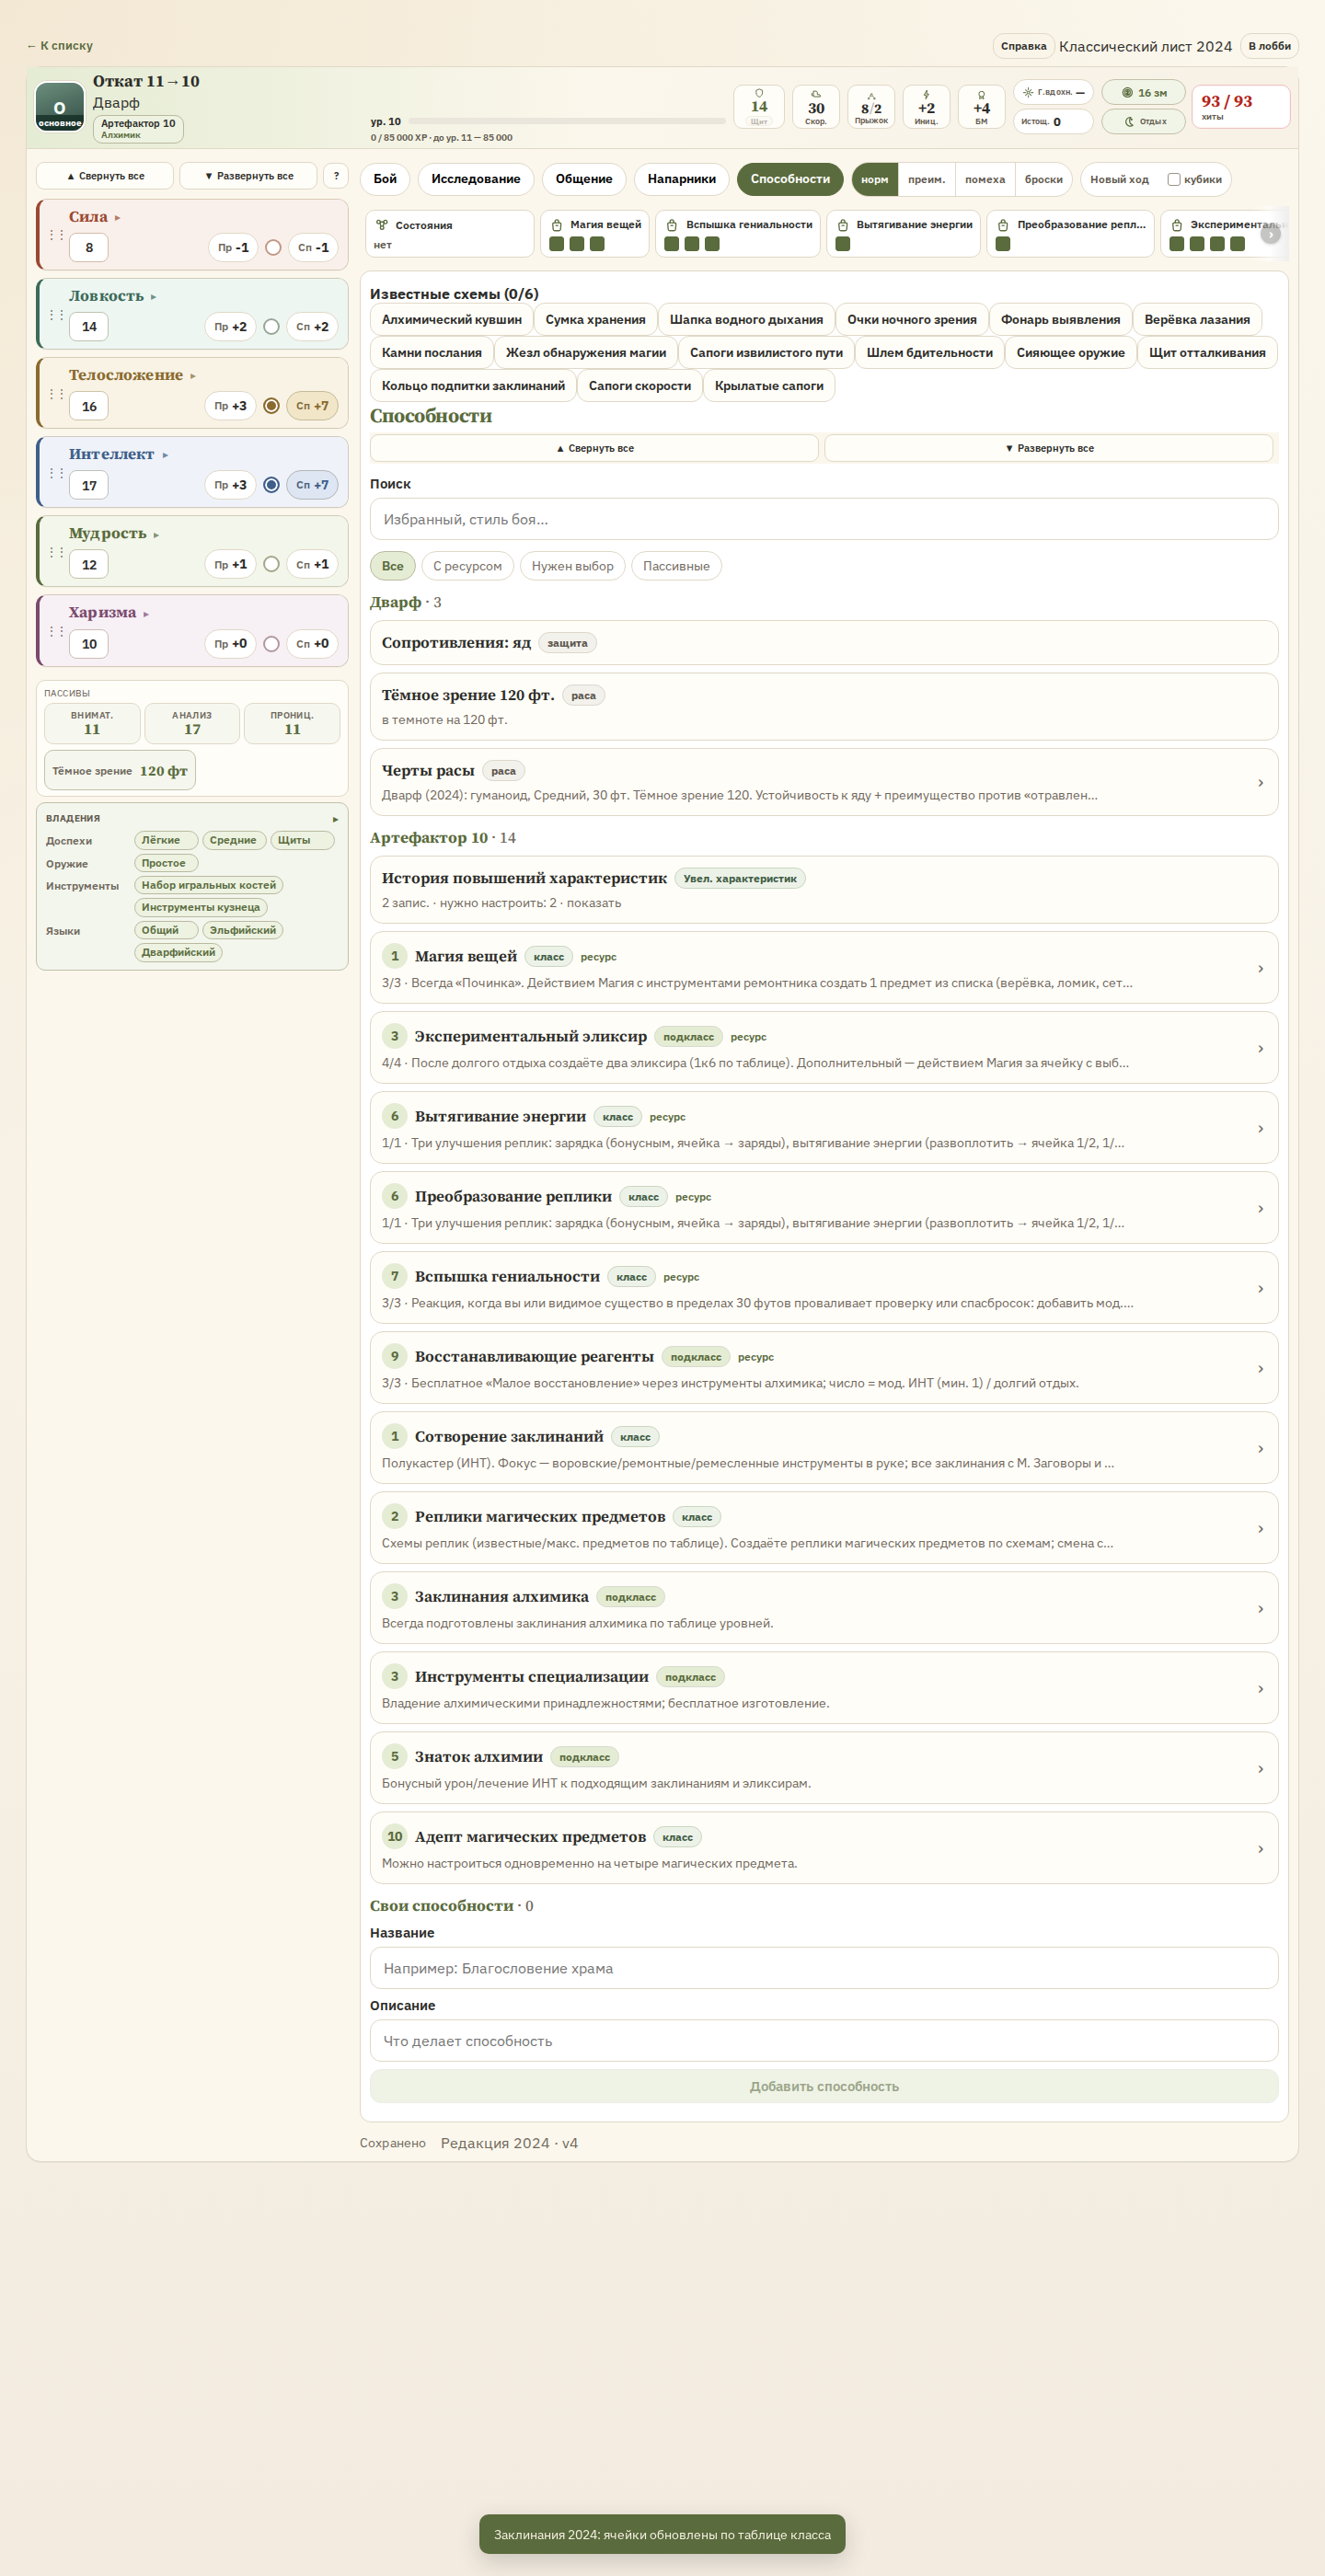 ← К списку
Справка Классический лист 2024 В лобби
О
основное
Откат 11→10
Дварф
Артефактор 10
Алхимик
ур. 10
0 / 85 000 XP · до ур. 11 — 85 000
14
Щит
30
Скор.
8/2
Прыжок
+2
Иниц.
+4
БМ
Г.вдохн. —
Истощ. 0
16 зм
Отдых
93 / 93
хиты
▲ Свернуть все ▼ Развернуть все ?
Сила ▸
8 Пр -1 Сп -1
Ловкость ▸
14 Пр +2 Сп +2
Телосложение ▸
16 Пр +3 Сп +7
Интеллект ▸
17 Пр +3 Сп +7
Мудрость ▸
12 Пр +1 Сп +1
Харизма ▸
10 Пр +0 Сп +0
ПАССИВЫ
ВНИМАТ. АНАЛИЗ ПРОНИЦ.
11 17 11
Тёмное зрение 120 фт
ВЛАДЕНИЯ ▸
Доспехи Лёгкие Средние Щиты
Оружие Простое
Инструменты Набор игральных костей
Инструменты кузнеца
Языки Общий Эльфийский
Дварфийский
Бой Исследование Общение Напарники Способности норм преим. помеха броски Новый ход кубики
Состояния
нет
Магия вещей
Вспышка гениальности
Вытягивание энергии
Преобразование репл...
Эксперименталь
›
Известные схемы (0/6)
Алхимический кувшин Сумка хранения Шапка водного дыхания Очки ночного зрения Фонарь выявления Верёвка лазания
Камни послания Жезл обнаружения магии Сапоги извилистого пути Шлем бдительности Сияющее оружие Щит отталкивания
Кольцо подпитки заклинаний Сапоги скорости Крылатые сапоги
Способности
▲ Свернуть все ▼ Развернуть все
Поиск
Избранный, стиль боя...
Все С ресурсом Нужен выбор Пассивные
Дварф · 3
Сопротивления: яд защита
Тёмное зрение 120 фт. раса
в темноте на 120 фт.
Черты расы раса
Дварф (2024): гуманоид, Средний, 30 фт. Тёмное зрение 120. Устойчивость к яду + преимущество против «отравлен... ›
Артефактор 10 · 14
История повышений характеристик Увел. характеристик
2 запис. · нужно настроить: 2 · показать
1 Магия вещей класс ресурс
3/3 · Всегда «Починка». Действием Магия с инструментами ремонтника создать 1 предмет из списка (верёвка, ломик, сет... ›
3 Экспериментальный эликсир подкласс ресурс
4/4 · После долгого отдыха создаёте два эликсира (1к6 по таблице). Дополнительный — действием Магия за ячейку с выб... ›
6 Вытягивание энергии класс ресурс
1/1 · Три улучшения реплик: зарядка (бонусным, ячейка → заряды), вытягивание энергии (развоплотить → ячейка 1/2, 1/... ›
6 Преобразование реплики класс ресурс
1/1 · Три улучшения реплик: зарядка (бонусным, ячейка → заряды), вытягивание энергии (развоплотить → ячейка 1/2, 1/... ›
7 Вспышка гениальности класс ресурс
3/3 · Реакция, когда вы или видимое существо в пределах 30 футов проваливает проверку или спасбросок: добавить мод.... ›
9 Восстанавливающие реагенты подкласс ресурс
3/3 · Бесплатное «Малое восстановление» через инструменты алхимика; число = мод. ИНТ (мин. 1) / долгий отдых. ›
1 Сотворение заклинаний класс
Полукастер (ИНТ). Фокус — воровские/ремонтные/ремесленные инструменты в руке; все заклинания с М. Заговоры и ... ›
2 Реплики магических предметов класс
Схемы реплик (известные/макс. предметов по таблице). Создаёте реплики магических предметов по схемам; смена с... ›
3 Заклинания алхимика подкласс
Всегда подготовлены заклинания алхимика по таблице уровней. ›
3 Инструменты специализации подкласс
Владение алхимическими принадлежностями; бесплатное изготовление. ›
5 Знаток алхимии подкласс
Бонусный урон/лечение ИНТ к подходящим заклинаниям и эликсирам. ›
10 Адепт магических предметов класс
Можно настроиться одновременно на четыре магических предмета. ›
Свои способности · 0
Название
Например: Благословение храма
Описание
Что делает способность
Добавить способность
Сохранено Редакция 2024 · v4
Заклинания 2024: ячейки обновлены по таблице класса